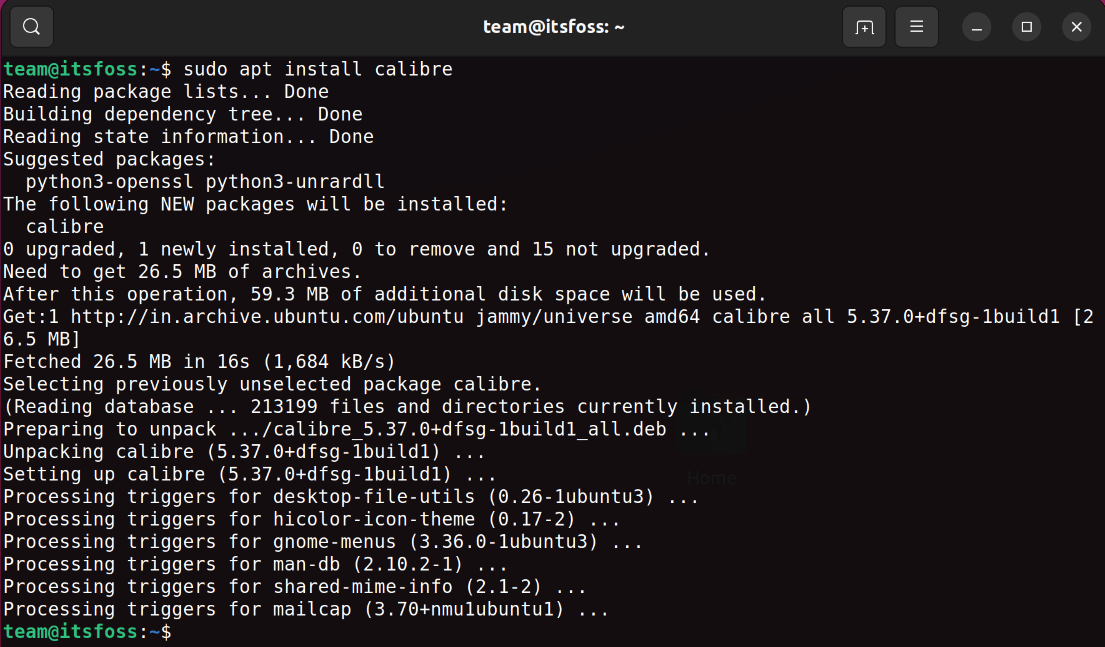 team@itsfoss: ~
team@itsfoss:~$ sudo apt install calibre
Reading package lists... Done
Building dependency tree... Done
Reading state information... Done
Suggested packages:
  python3-openssl python3-unrardll
The following NEW packages will be installed:
  calibre
0 upgraded, 1 newly installed, 0 to remove and 15 not upgraded.
Need to get 26.5 MB of archives.
After this operation, 59.3 MB of additional disk space will be used.
Get:1 http://in.archive.ubuntu.com/ubuntu jammy/universe amd64 calibre all 5.37.0+dfsg-1build1 [2
6.5 MB]
Fetched 26.5 MB in 16s (1,684 kB/s)
Selecting previously unselected package calibre.
(Reading database ... 213199 files and directories currently installed.)
Preparing to unpack .../calibre_5.37.0+dfsg-1build1_all.deb ...
Unpacking calibre (5.37.0+dfsg-1build1) ...
Setting up calibre (5.37.0+dfsg-1build1) ...
Home
Processing triggers for desktop-file-utils (0.26-1ubuntu3) ...
Processing triggers for hicolor-icon-theme (0.17-2) ...
Processing triggers for gnome-menus (3.36.0-1ubuntu3) ...
Processing triggers for man-db (2.10.2-1) ...
Processing triggers for shared-mime-info (2.1-2) ...
Processing triggers for mailcap (3.70+nmu1ubuntu1) ...
team@itsfoss:~$